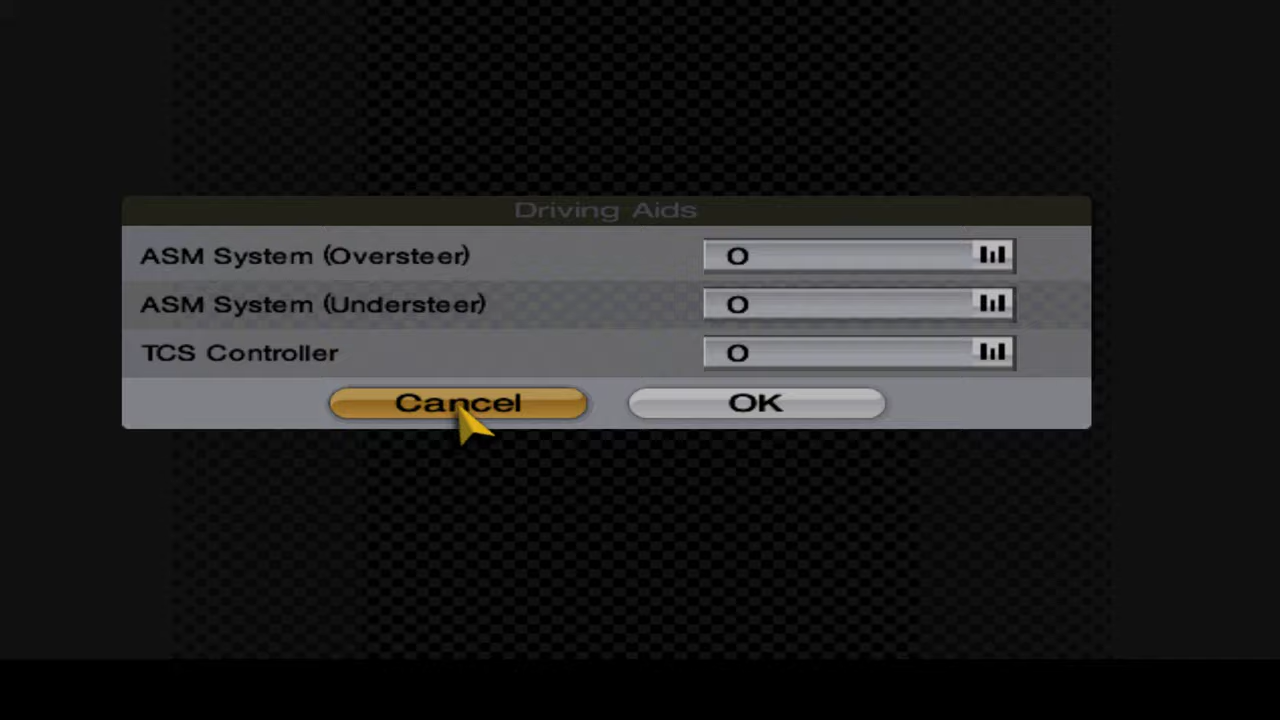 Driving Aids
ASM System (Oversteer) 0
ASM System (Understeer) 0
TCS Controller 0
Cancel OK